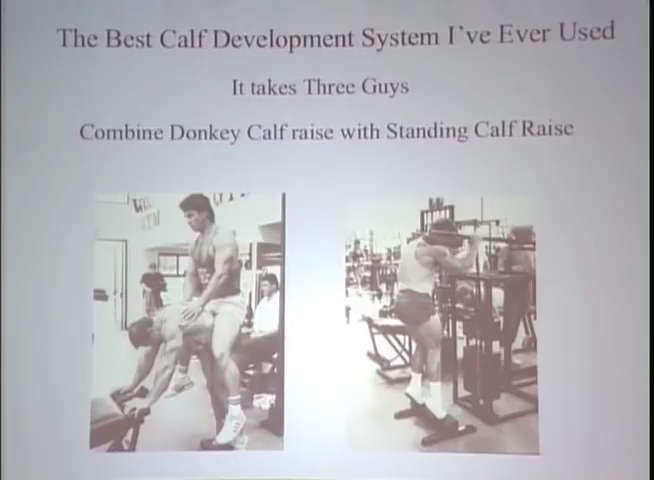 The Best Calf Development System I've Ever Used
It takes Three Guys
Combine Donkey Calf raise with Standing Calf Raise